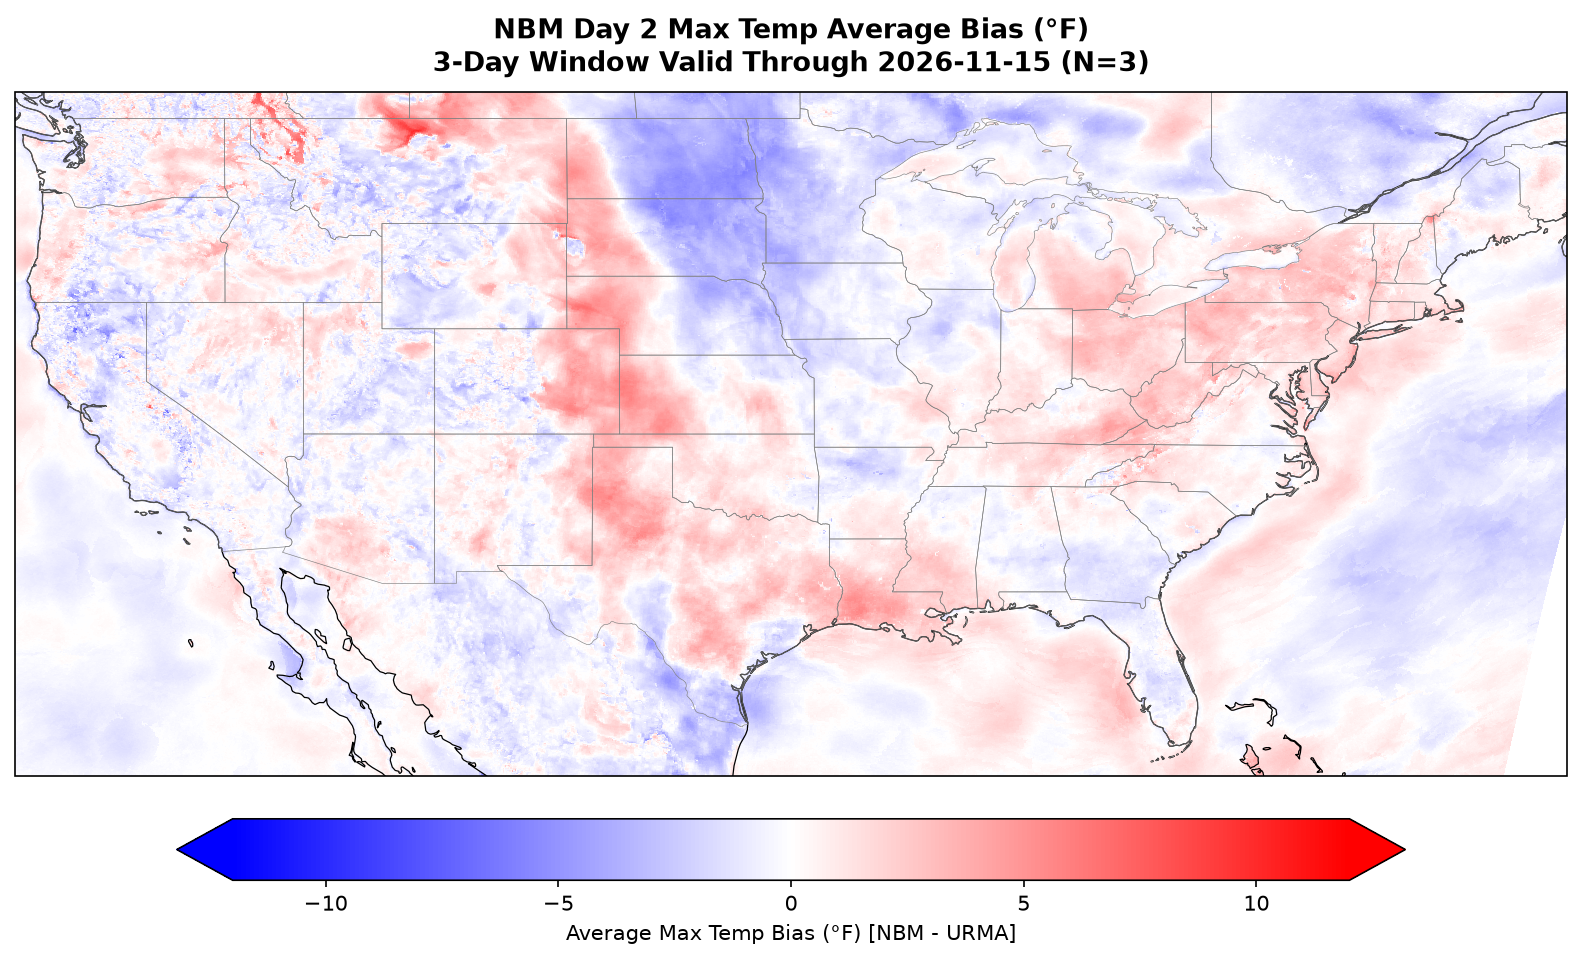 NBM Day 2 Max Temp Average Bias (°F)
3-Day Window Valid Through 2026-11-15 (N=3)
−10 −5 0 5 10
Average Max Temp Bias (°F) [NBM - URMA]